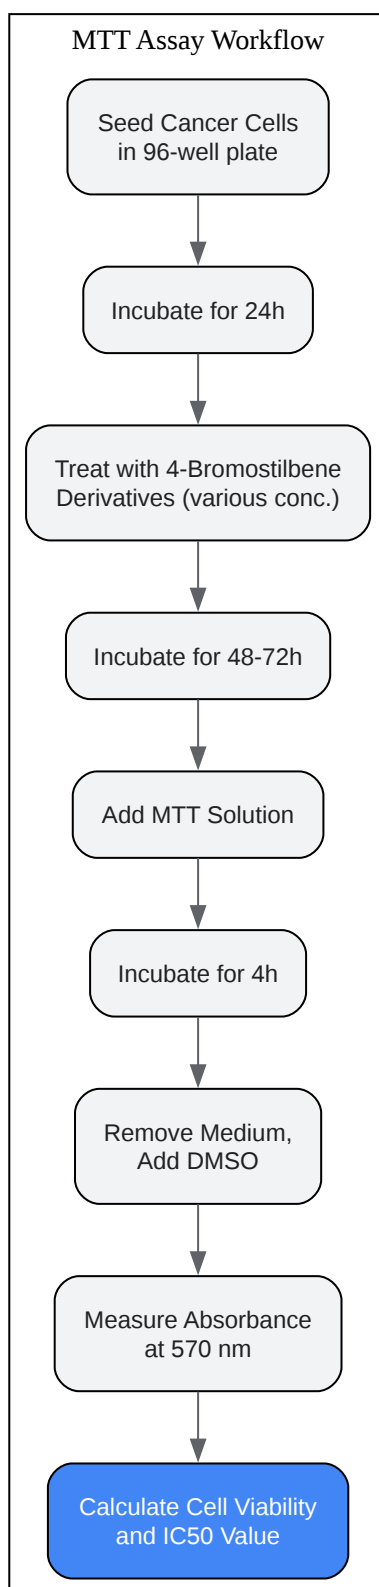 MTT Assay Workflow
Seed Cancer Cells
in 96-well plate
Incubate for 24h
Treat with 4-Bromostilbene
Derivatives (various conc.)
Incubate for 48-72h
Add MTT Solution
Incubate for 4h
Remove Medium,
Add DMSO
Measure Absorbance
at 570 nm
Calculate Cell Viability
and IC50 Value